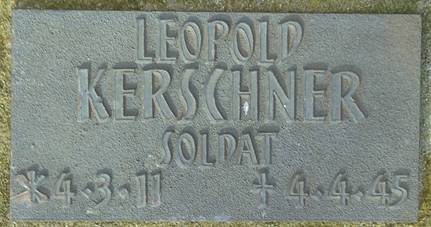 LEOPOLD
KERSCHNER
SOLDAT
* 4·3·11 † 4·4·45